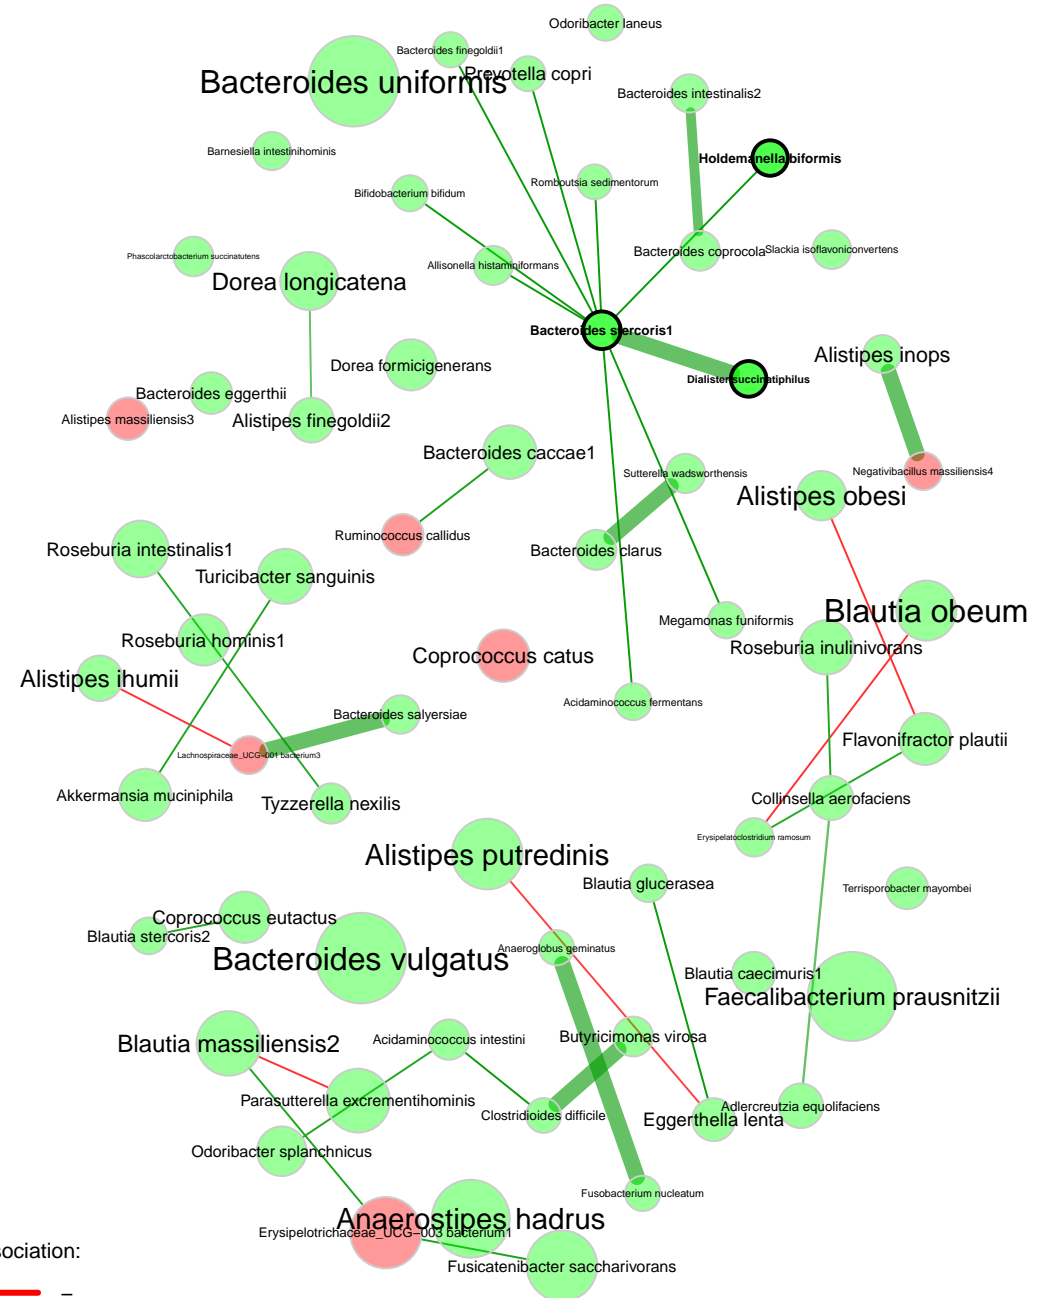 Odoribacter laneus
Bacteroides finegoldii1
Prevotella copri
Bacteroides uniformis
Bacteroides intestinalis2
Barnesiella intestinihominis
Holdemanella biformis
Romboutsia sedimentorum
Bifidobacterium bifidum
Phascolarctobacterium succinatutens
Bacteroides coprocola
Slackia isoflavoniconvertens
Allisonella histaminiformans
Dorea longicatena
Bacteroides stercoris1
Alistipes inops
Dorea formicigenerans
Dialister succinatiphilus
Bacteroides eggerthii
Alistipes massiliensis3
Alistipes finegoldii2
Bacteroides caccae1
Sutterella wadsworthensis
Negativibacillus massiliensis4
Alistipes obesi
Ruminococcus callidus
Roseburia intestinalis1
Bacteroides clarus
Turicibacter sanguinis
Blautia obeum
Megamonas funiformis
Roseburia hominis1
Roseburia inulinivorans
Coprococcus catus
Alistipes ihumii
Acidaminococcus fermentans
Bacteroides salyersiae
Flavonifractor plautii
Lachnospiraceae_UCG−001 bacterium3
Akkermansia muciniphila
Tyzzerella nexilis
Collinsella aerofaciens
Erysipelatoclostridium ramosum
Alistipes putredinis
Blautia glucerasea
Terrisporobacter mayombei
Coprococcus eutactus
Blautia stercoris2
Anaeroglobus geminatus
Bacteroides vulgatus
Blautia caecimuris1
Faecalibacterium prausnitzii
Blautia massiliensis2
Acidaminococcus intestini
Butyricimonas virosa
Parasutterella excrementihominis
Adlercreutzia equolifaciens
Clostridioides difficile
Eggerthella lenta
Odoribacter splanchnicus
Fusobacterium nucleatum
Anaerostipes hadrus
Erysipelotrichaceae_UCG−003 bacterium1
sociation:
Fusicatenibacter saccharivorans
−